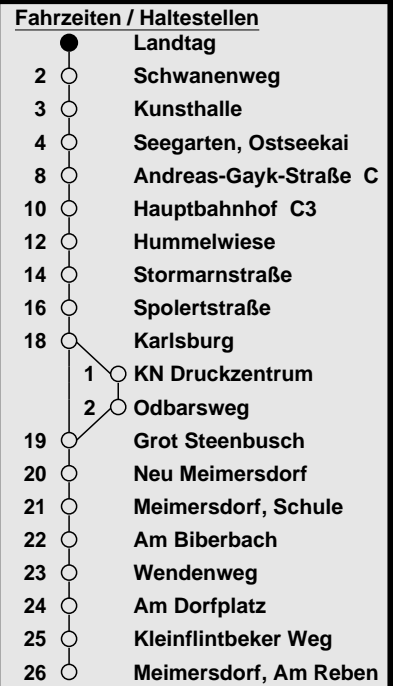 Fahrzeiten / Haltestellen
Landtag
2 Schwanenweg
3 Kunsthalle
4 Seegarten, Ostseekai
8 Andreas-Gayk-Straße C
10 Hauptbahnhof C3
12 Hummelwiese
14 Stormarnstraße
16 Spolertstraße
18 Karlsburg
1 KN Druckzentrum
2 Odbarsweg
19 Grot Steenbusch
20 Neu Meimersdorf
21 Meimersdorf, Schule
22 Am Biberbach
23 Wendenweg
24 Am Dorfplatz
25 Kleinflintbeker Weg
26 Meimersdorf, Am Reben